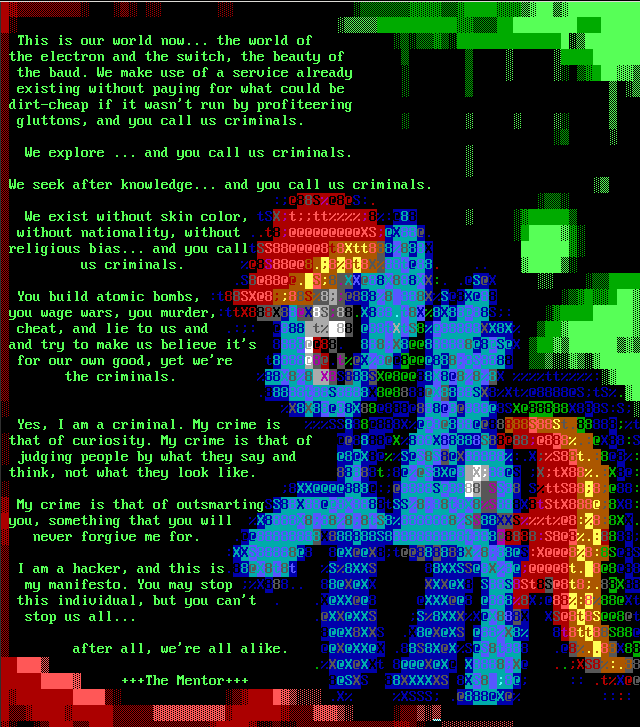 This is our world now... the world of
the electron and the switch, the beauty of
the baud. We make use of a service already
existing without paying for what could be
dirt-cheap if it wasn't run by profiteering
gluttons, and you call us criminals.
We explore ... and you call us criminals.
We seek after knowledge... and you call us criminals.
We exist without skin color,
without nationality, without
religious bias... and you call
us criminals.
You build atomic bombs,
you wage wars, you murder,
cheat, and lie to us and
and try to make us believe it's
for our own good, yet we're
the criminals.
Yes, I am a criminal. My crime is
that of curiosity. My crime is that of
judging people by what they say and
think, not what they look like.
My crime is that of outsmarting
you, something that you will
never forgive me for.
I am a hacker, and this is
my manifesto. You may stop
this individual, but you can't
stop us all...
after all, we're all alike.
+++The Mentor+++